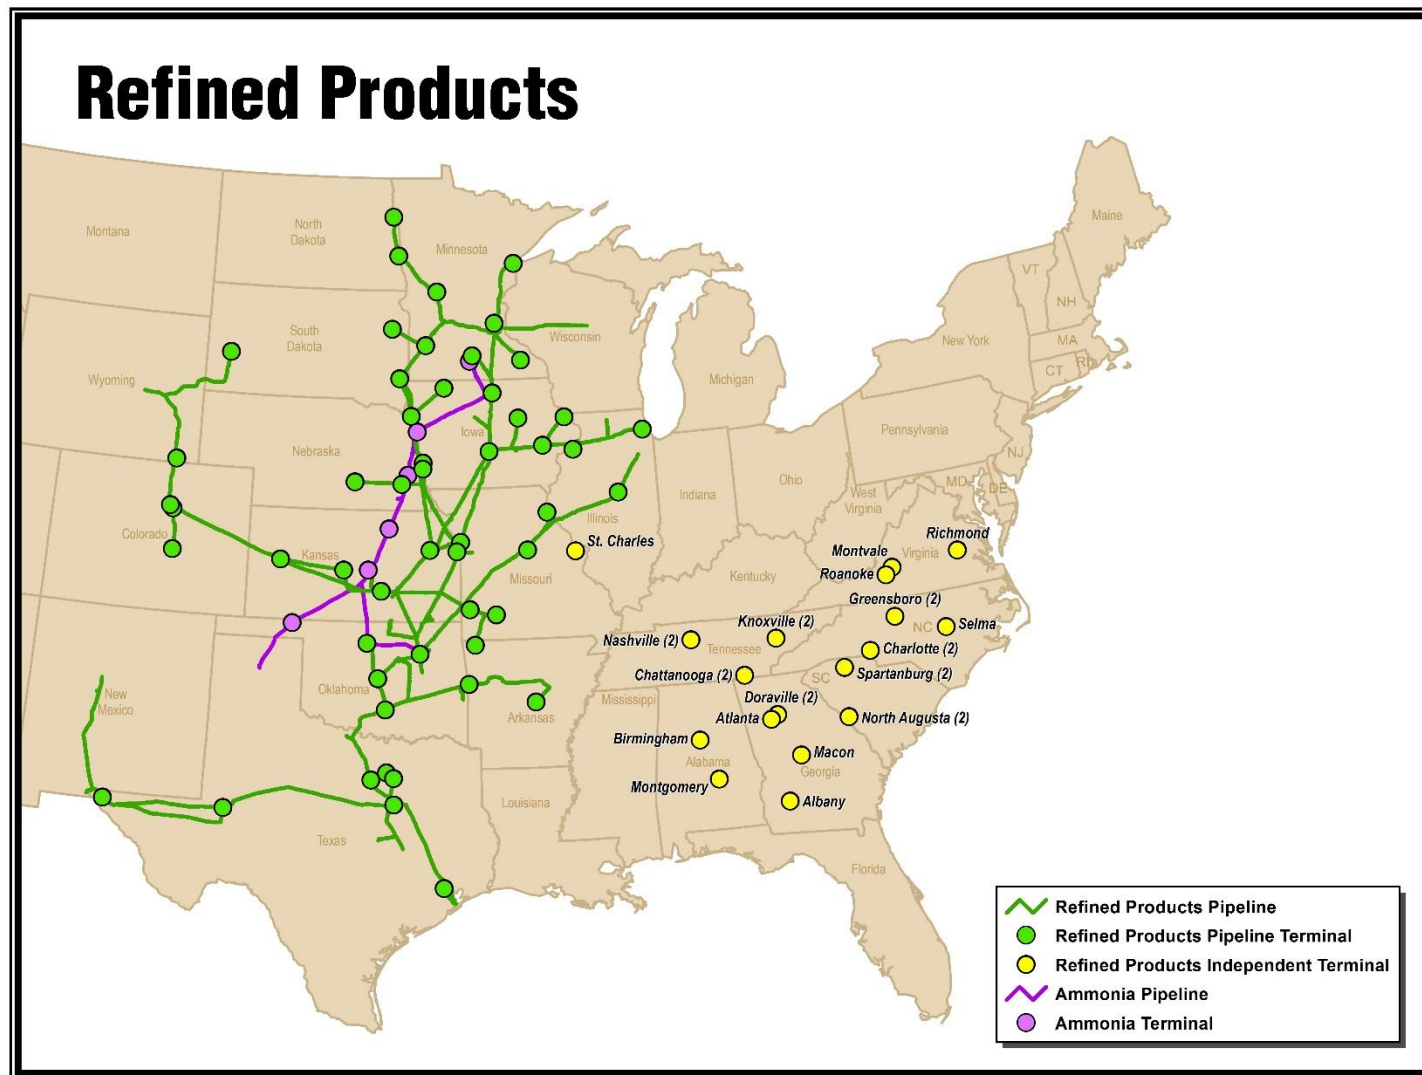 Refined Products
Maine
Montana
North
Dakota
Minnesota
VT
NH
New York
MA
CT
RI
South
Dakota
Wisconsin
Wyoming
Michigan
Iowa
Pennsylvania
NJ
Nebraska
Ohio
Indiana
MD
DE
West
Virginia
Illinois
Colorado
Kansas
St. Charles
Richmond
Virginia
Montvale
Roanoke
Missouri
Kentucky
Greensboro (2)
NC
Selma
Knoxville (2)
Nashville (2)
Tennessee
Charlotte (2)
Chattanooga (2)
Spartanburg (2)
SC
New
Mexico
Oklahoma
Arkansas
Mississippi
Doraville (2)
Atlanta
North Augusta (2)
Birmingham
Alabama
Macon
Georgia
Montgomery
Albany
Louisiana
Texas
Florida
Refined Products Pipeline
Refined Products Pipeline Terminal
Refined Products Independent Terminal
Ammonia Pipeline
Ammonia Terminal